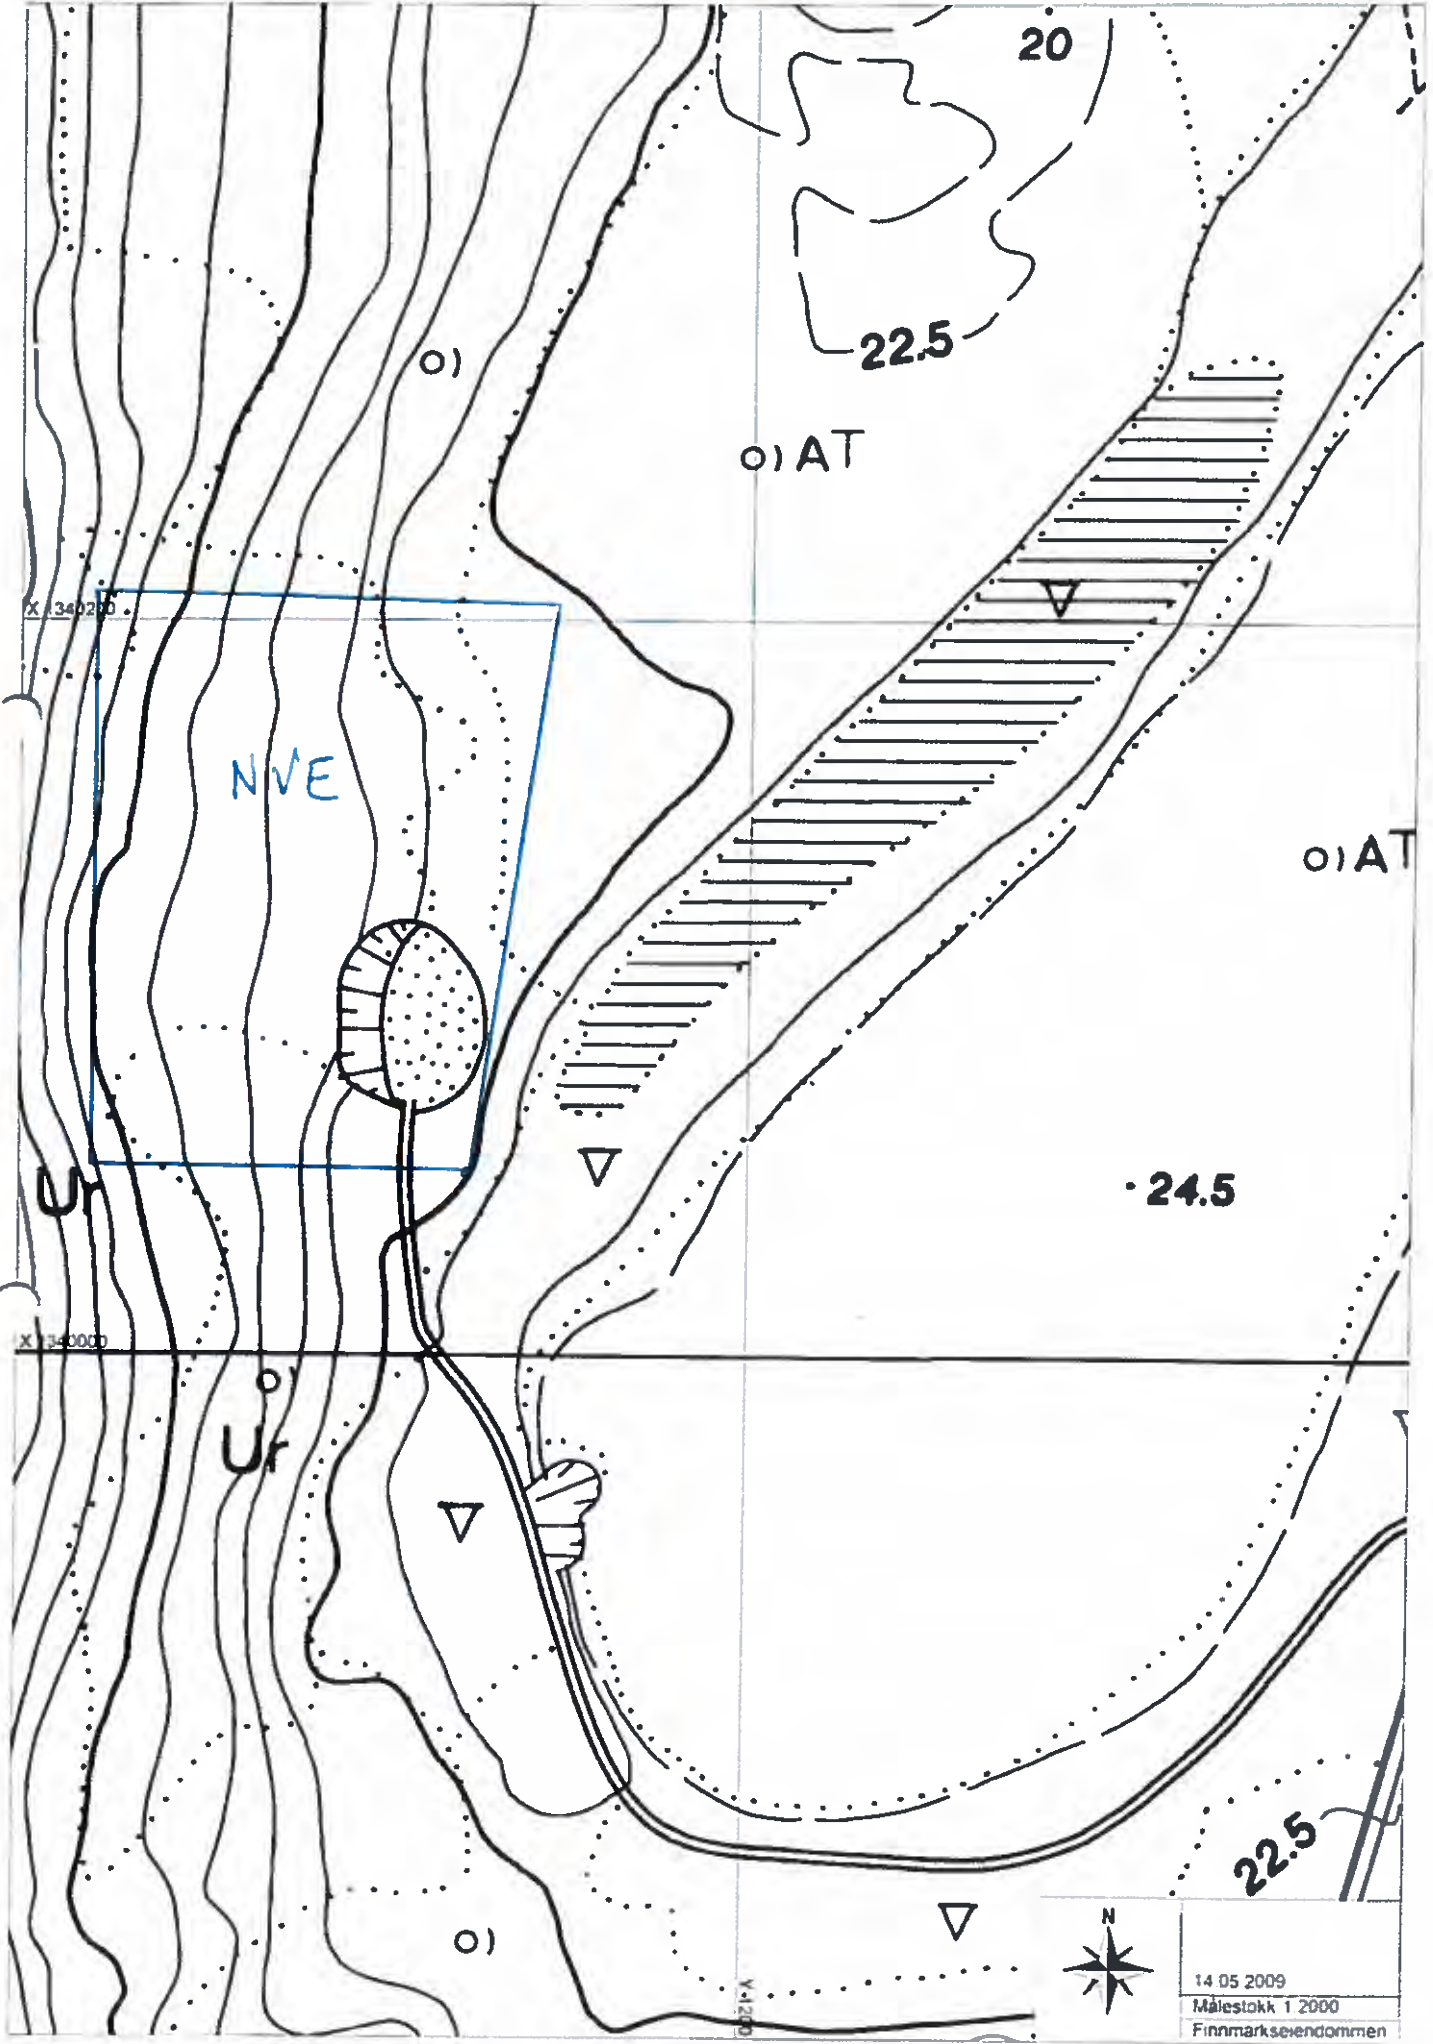 20
22.5
o) AT
o)
X 1340200
NVE
o) AT
Ur
24.5
X 1340000
o)
Ur
22.5
o)
N
Y-1200
14.05.2009
Målestokk 1:2000
Finnmarkseiendommen